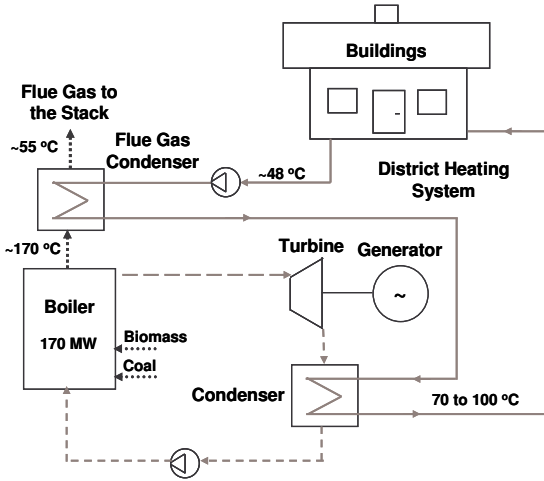 Buildings
Flue Gas to
the Stack
~55 ºC
Flue Gas
Condenser
~48 ºC
District Heating
System
~170 ºC
Turbine
Generator
Boiler
~
170 MW
Biomass
Coal
Condenser
70 to 100 ºC